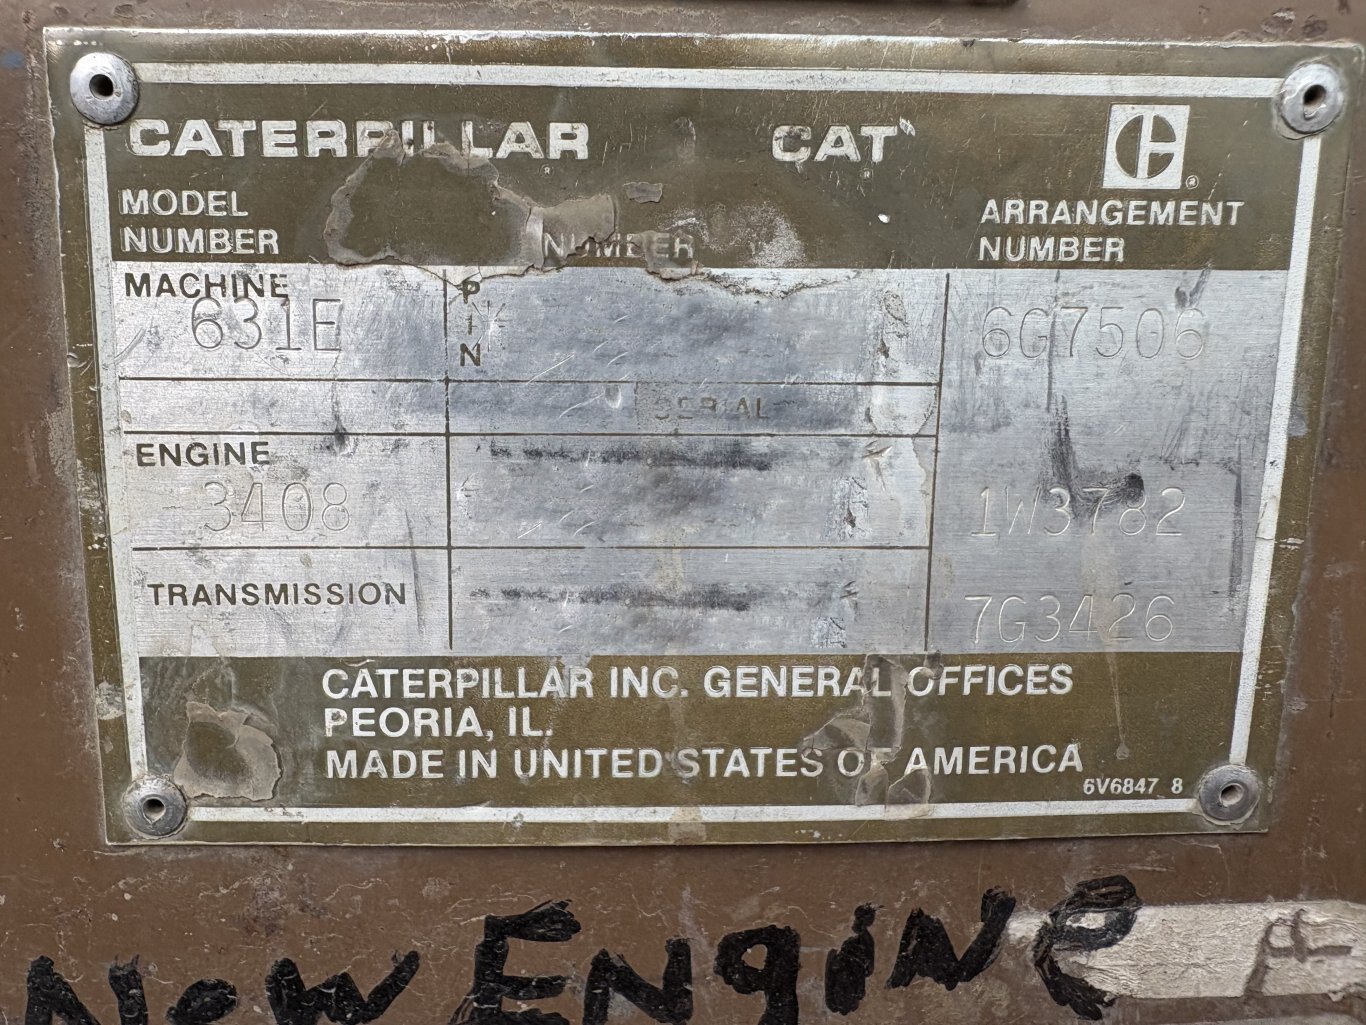 CATERPILLAR CAT
MODEL NUMBER
NUMBER
ARRANGEMENT NUMBER
MACHINE
631E
PIN
6G7506
SERIAL
ENGINE
3408
1W3782
TRANSMISSION
7G3426
CATERPILLAR INC. GENERAL OFFICES
PEORIA, IL.
MADE IN UNITED STATES OF AMERICA
6V6847 8
New ENgiNe